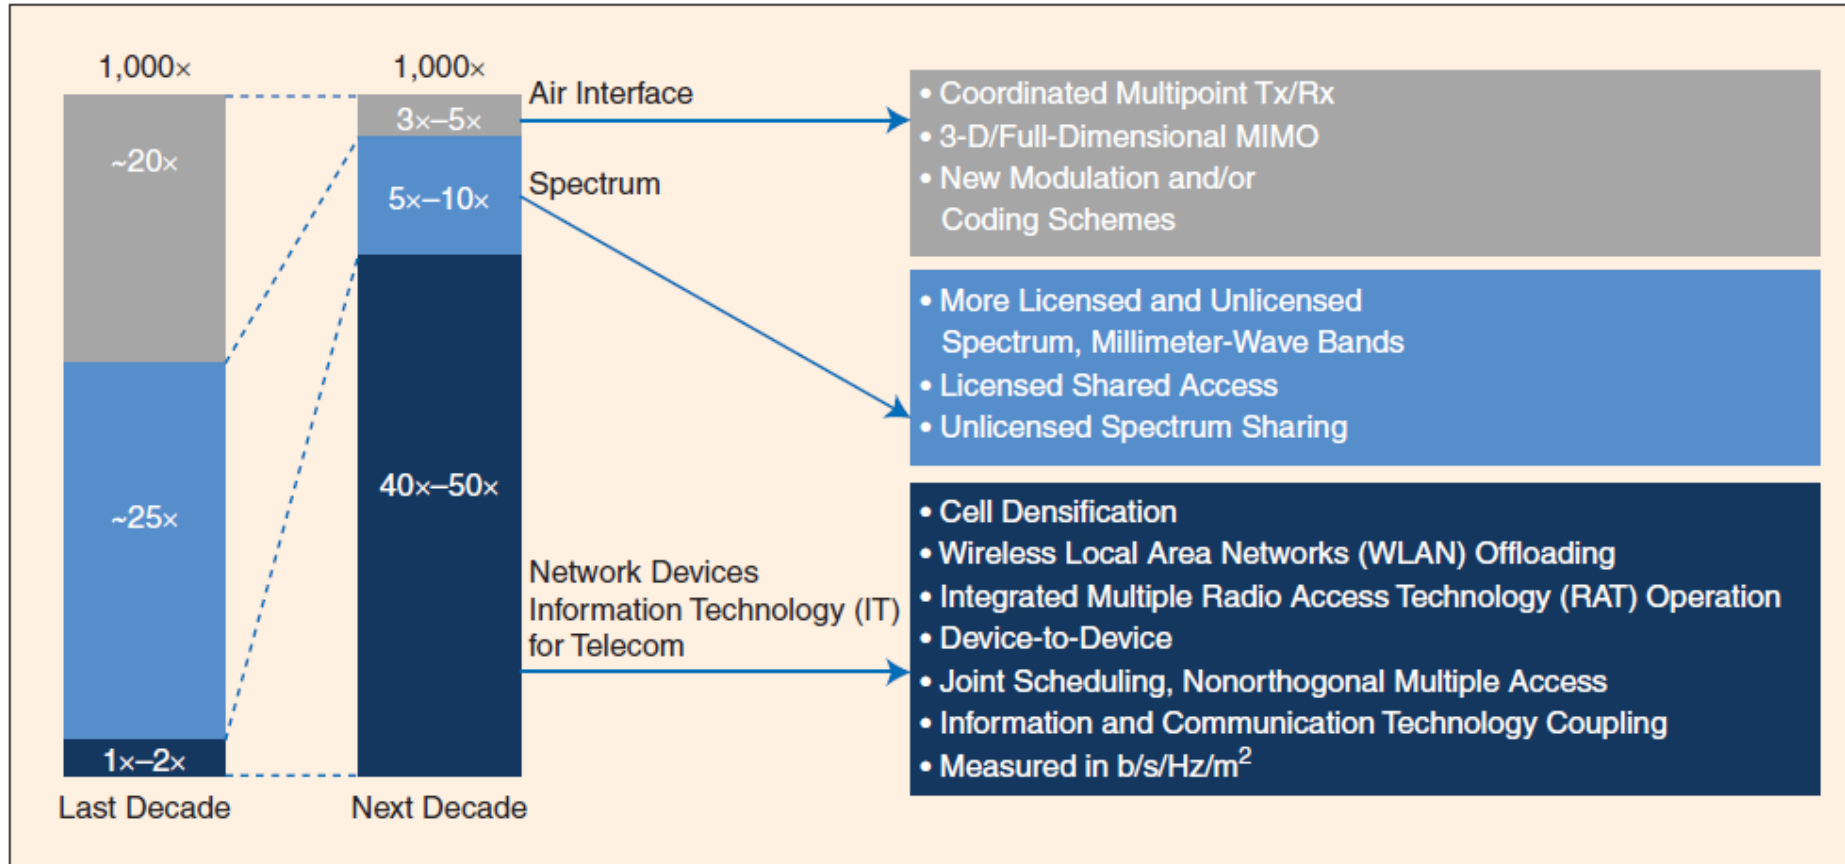 1,000×
~20×
~25×
1×–2×
Last Decade
1,000×
3×–5×
5×–10×
40×–50×
Next Decade
Air Interface
Spectrum
Network Devices
Information Technology (IT)
for Telecom
• Coordinated Multipoint Tx/Rx
• 3-D/Full-Dimensional MIMO
• New Modulation and/or
Coding Schemes
• More Licensed and Unlicensed
Spectrum, Millimeter-Wave Bands
• Licensed Shared Access
• Unlicensed Spectrum Sharing
• Cell Densification
• Wireless Local Area Networks (WLAN) Offloading
• Integrated Multiple Radio Access Technology (RAT) Operation
• Device-to-Device
• Joint Scheduling, Nonorthogonal Multiple Access
• Information and Communication Technology Coupling
• Measured in b/s/Hz/m²